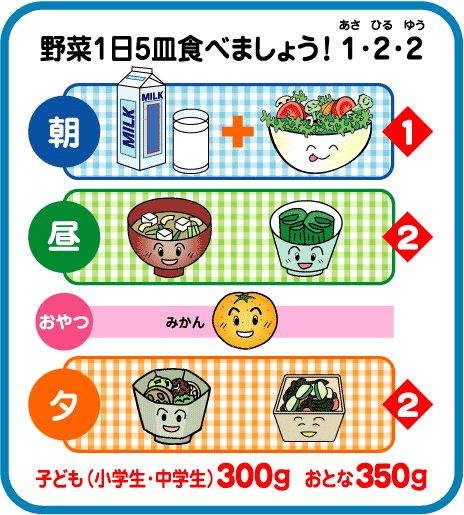 あさ ひる ゆう
野菜1日5皿食べましょう! 1・2・2
朝
MILK
MILK
1
昼
2
おやつ
みかん
夕
2
子ども(小学生・中学生)300g おとな350g